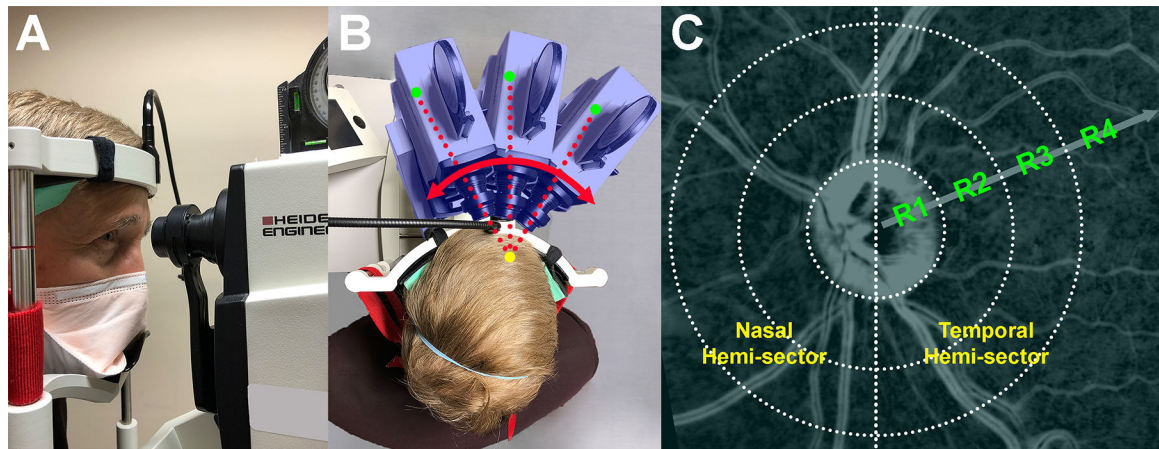 A
HEIDE
ENGINE
B
C
R1
R2
R3
R4
Nasal
Hemi-sector
Temporal
Hemi-sector